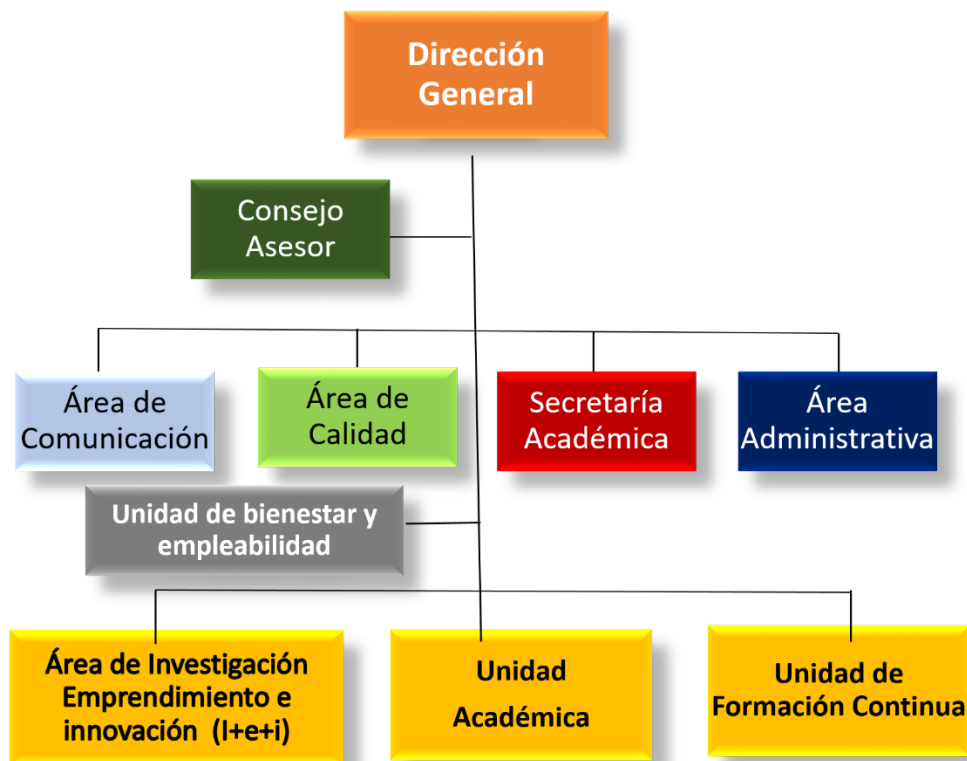 Dirección
General
Consejo
Asesor
Área de
Comunicación
Área de
Calidad
Secretaría
Académica
Área
Administrativa
Unidad de bienestar y
empleabilidad
Área de Investigación
Emprendimiento e
innovación (I+e+i)
Unidad
Académica
Unidad de
Formación Continua